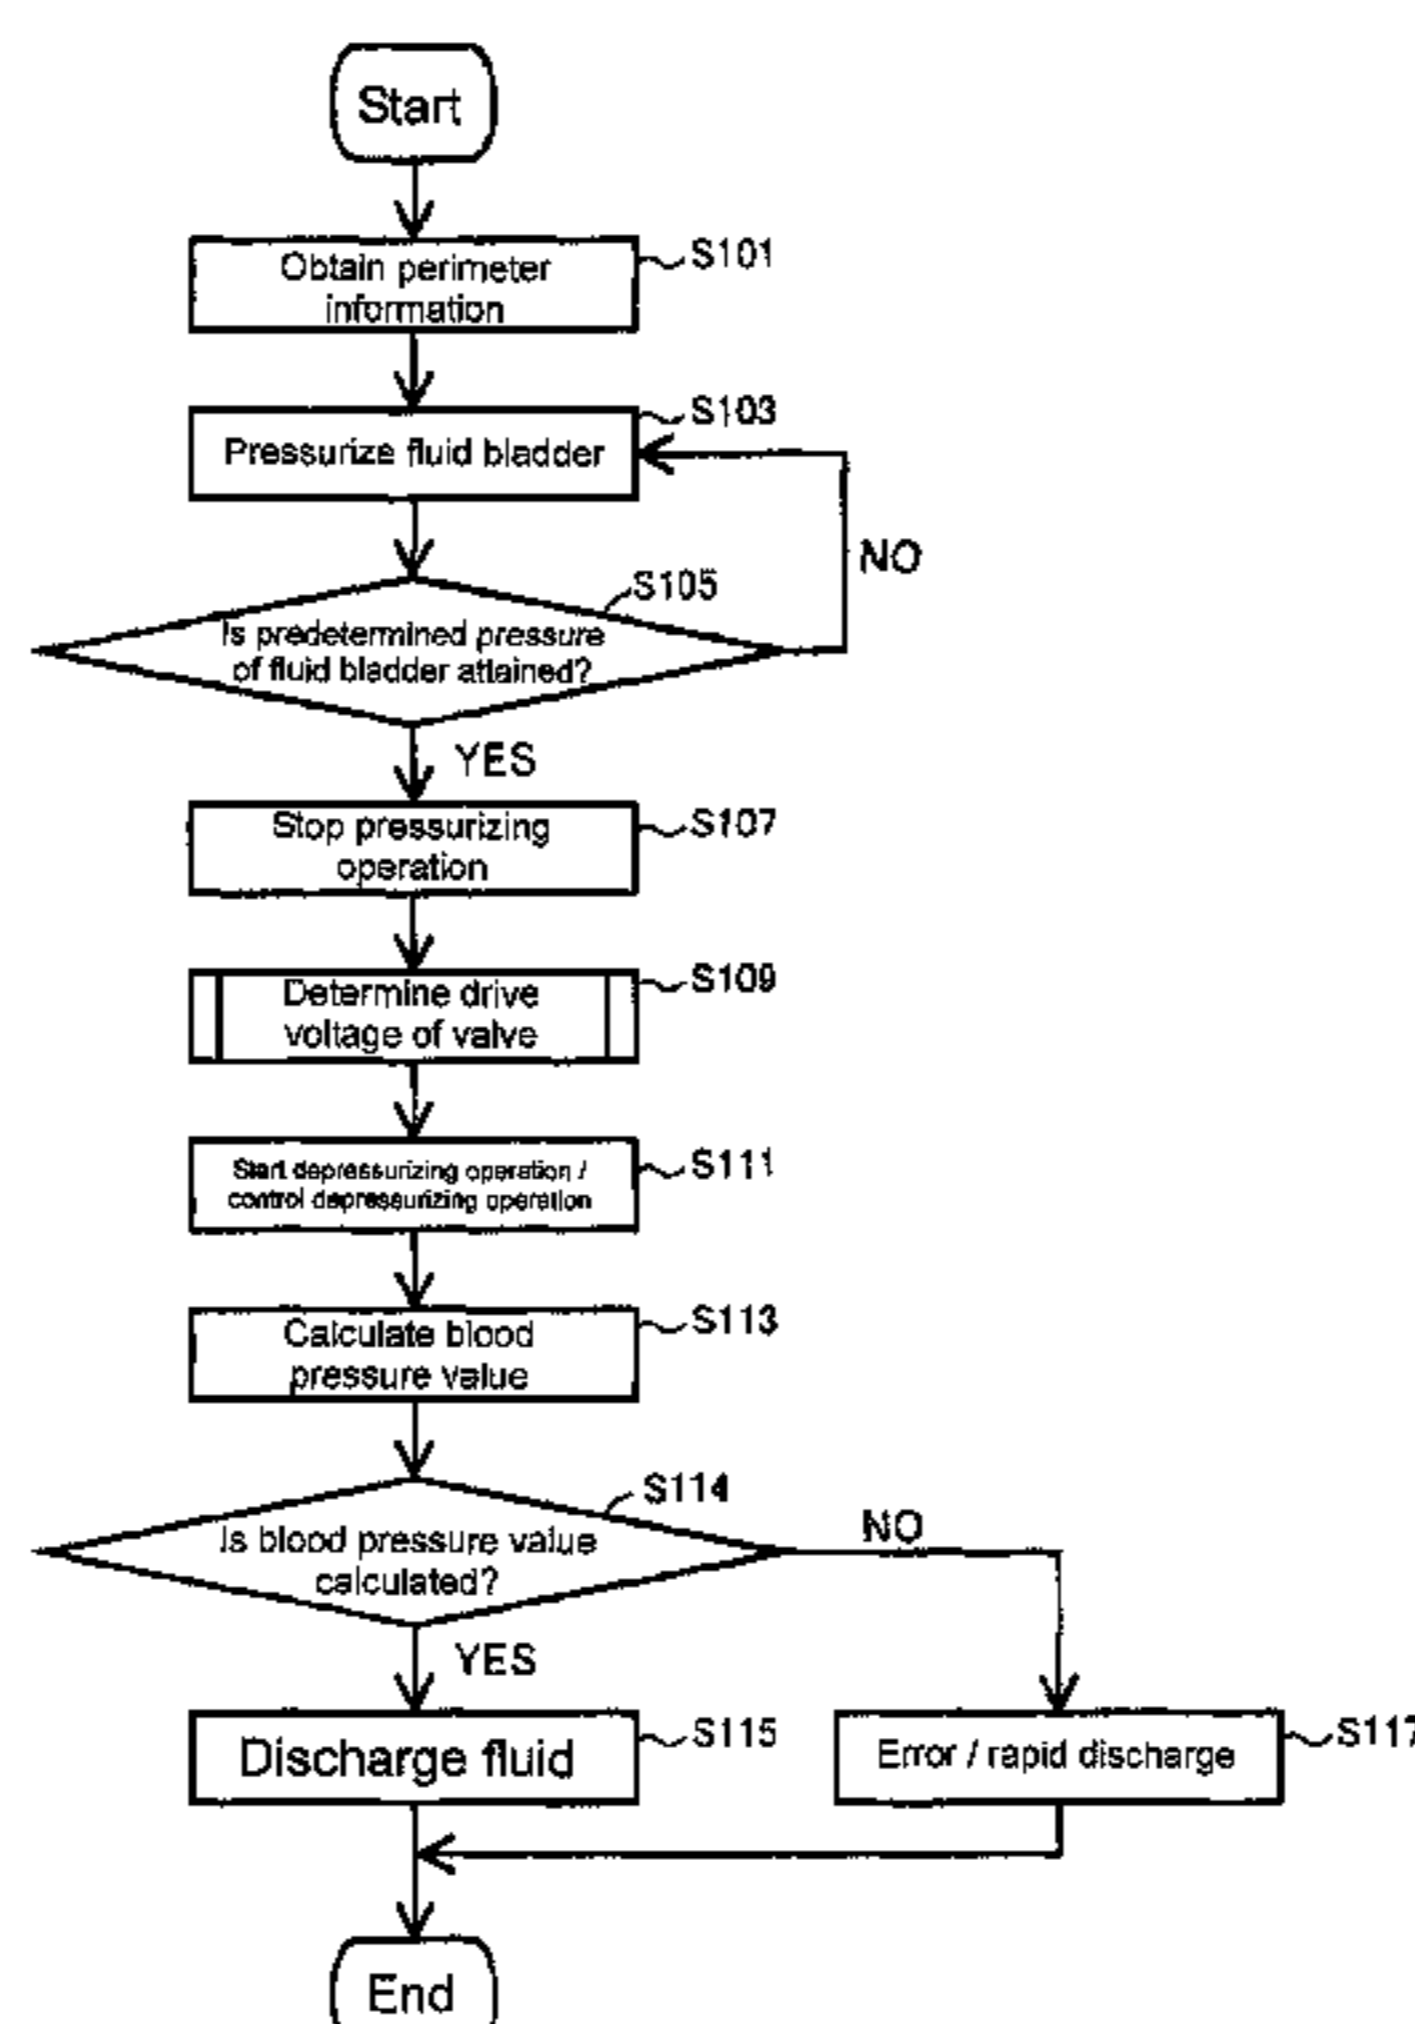 Start
Obtain perimeter
information
S101
Pressurize fluid bladder
S103
NO
S105
Is predetermined pressure
of fluid bladder attained?
YES
Stop pressurizing
operation
S107
Determine drive
voltage of valve
S109
Start depressurizing operation /
control depressurizing operation
S111
Calculate blood
pressure value
S113
S114
Is blood pressure value
calculated?
NO
YES
Discharge fluid
S115
Error / rapid discharge
S117
End